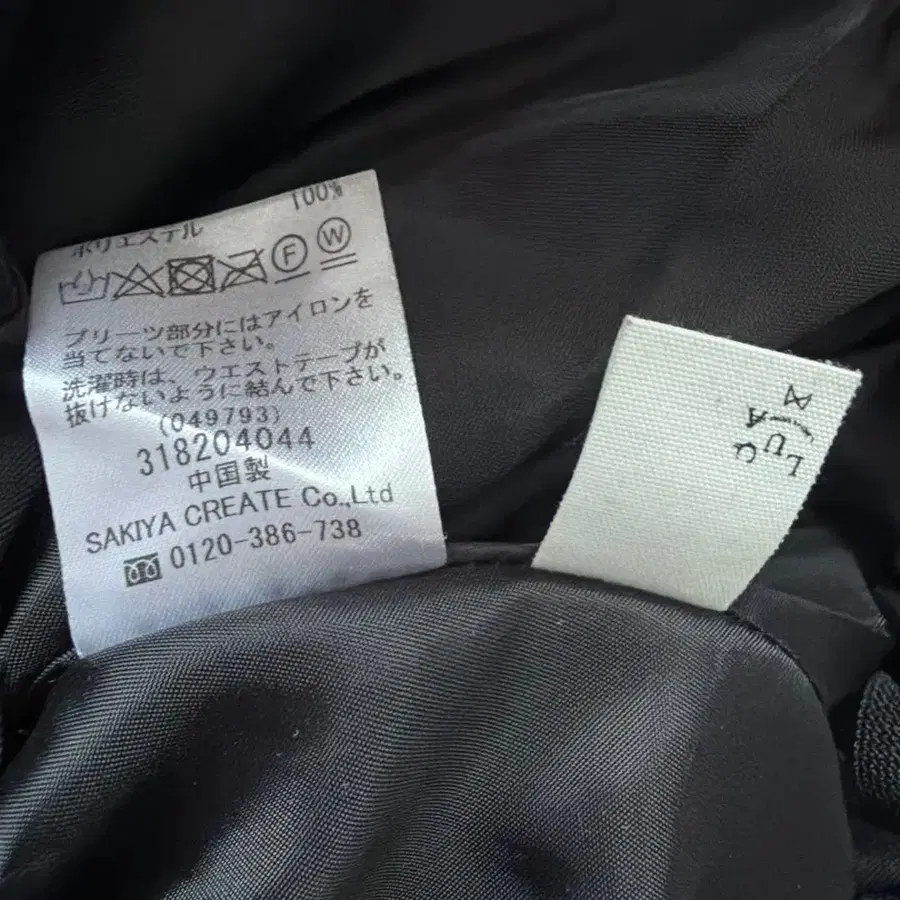 ポリエステル 100%
F W
プリーツ部分にはアイロンを
当てないで下さい。
洗濯時は、ウエストテープが
抜けないように結んで下さい。
(049793)
318204044
中国製
SAKIYA CREATE Co.,Ltd
0120-386-738